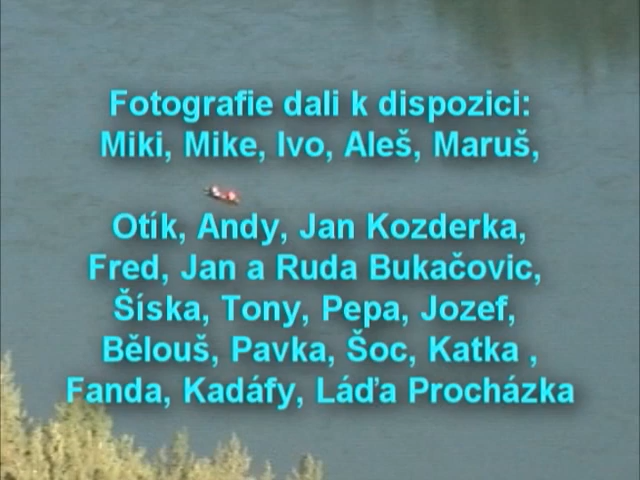 Fotografie dali k dispozici:
Miki, Mike, Ivo, Aleš, Maruš,
Otík, Andy, Jan Kozderka,
Fred, Jan a Ruda Bukačovic,
Šíska, Tony, Pepa, Jozef,
Bělouš, Pavka, Šoc, Katka ,
Fanda, Kadáfy, Láďa Procházka